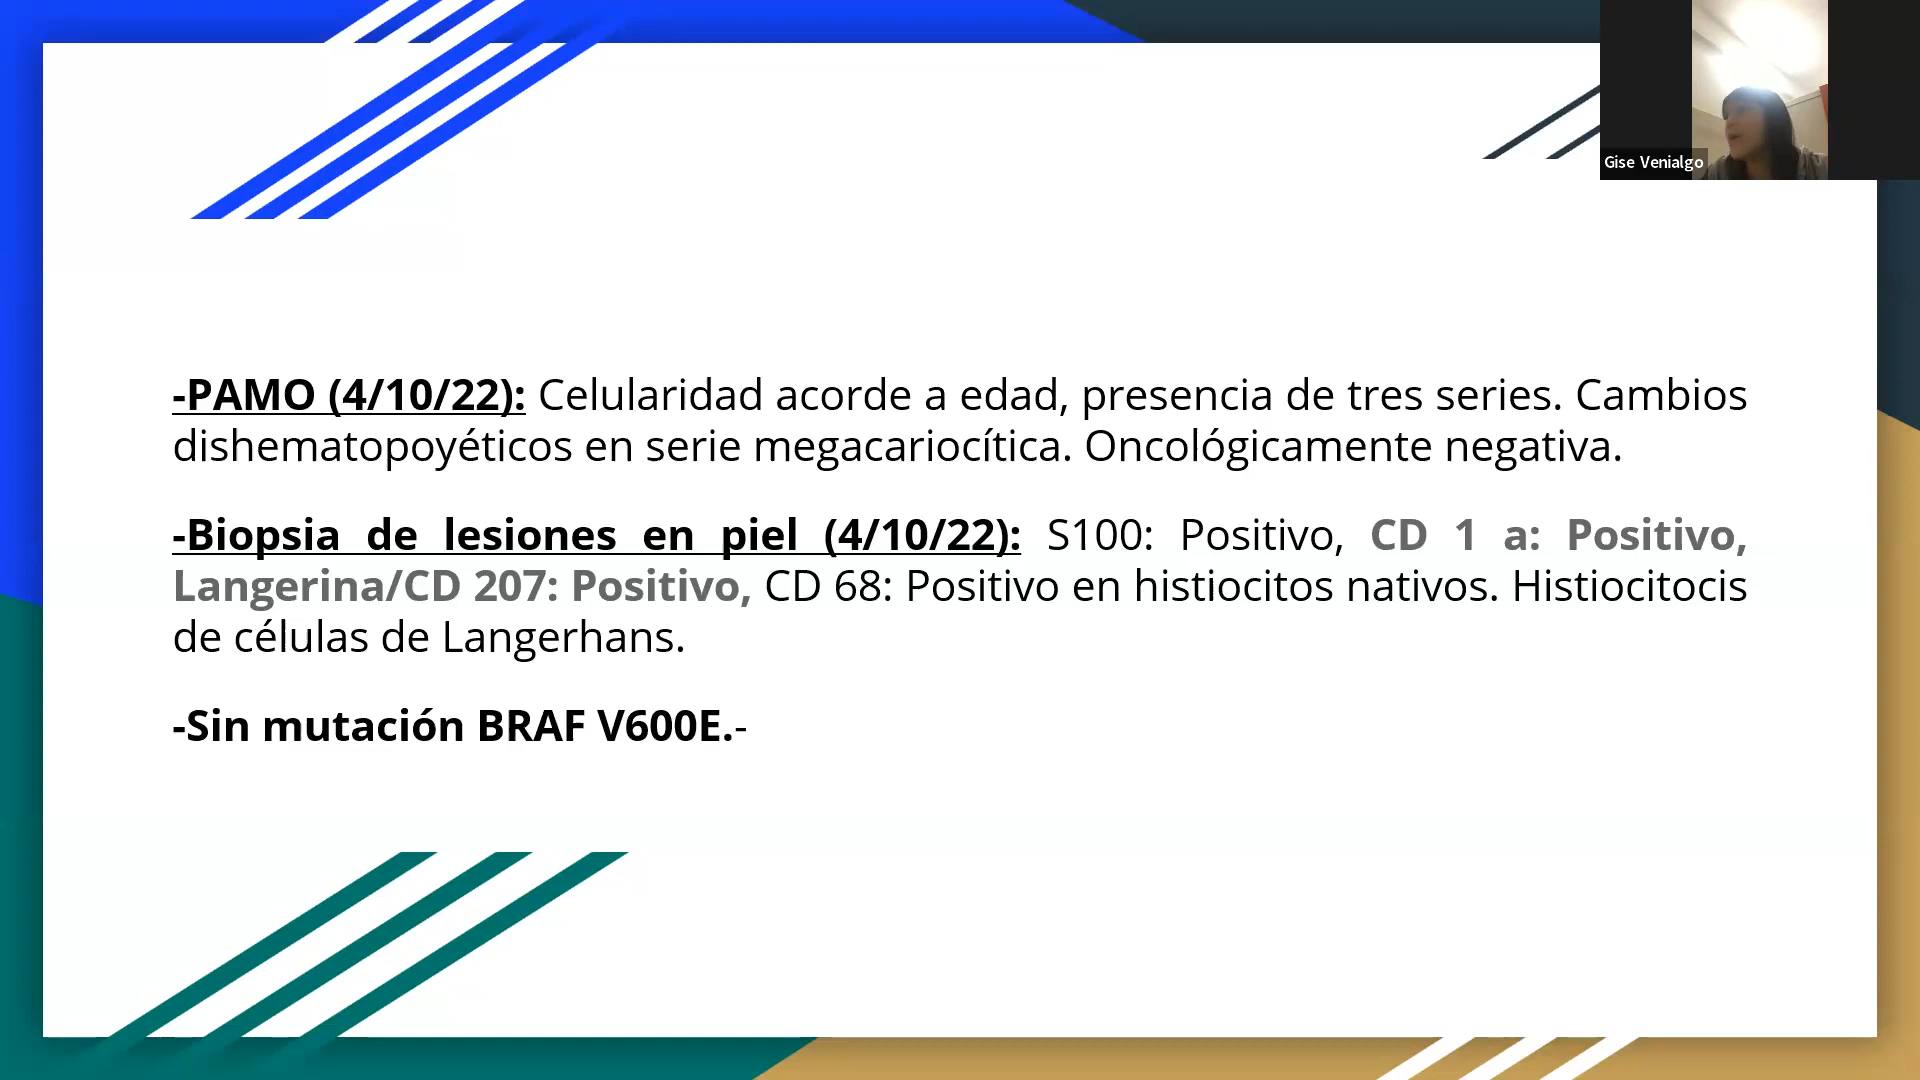 Gise Venialgo
-PAMO (4/10/22): Celularidad acorde a edad, presencia de tres series. Cambios
dishematopoyéticos en serie megacariocítica. Oncológicamente negativa.
-Biopsia de lesiones en piel (4/10/22): S100: Positivo, CD 1 a: Positivo,
Langerina/CD 207: Positivo, CD 68: Positivo en histiocitos nativos. Histiocitocis
de células de Langerhans.
-Sin mutación BRAF V600E.-